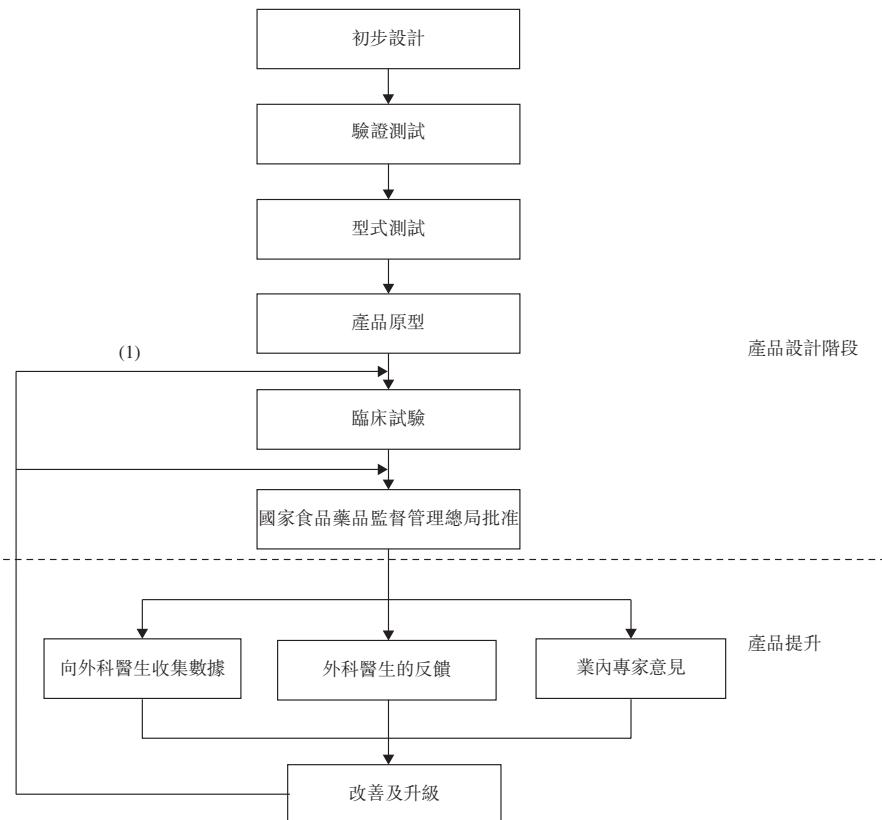 初步設計
驗證測試
型式測試
產品原型
(1)
產品設計階段
臨床試驗
國家食品藥品監督管理總局批准
產品提升
向外科醫生收集數據
外科醫生的反饋
業內專家意見
改善及升級